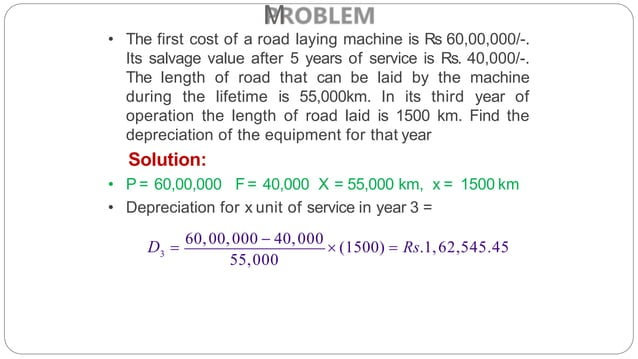 PROBLEM
M
• The first cost of a road laying machine is Rs 60,00,000/-.
Its salvage value after 5 years of service is Rs. 40,000/-.
The length of road that can be laid by the machine
during the lifetime is 55,000km. In its third year of
operation the length of road laid is 1500 km. Find the
depreciation of the equipment for that year
Solution:
• P = 60,00,000 F = 40,000 X = 55,000 km, x = 1500 km
• Depreciation for x unit of service in year 3 =
D₃ = (60,00,000 − 40,000) / 55,000 × (1500) = Rs.1,62,545.45